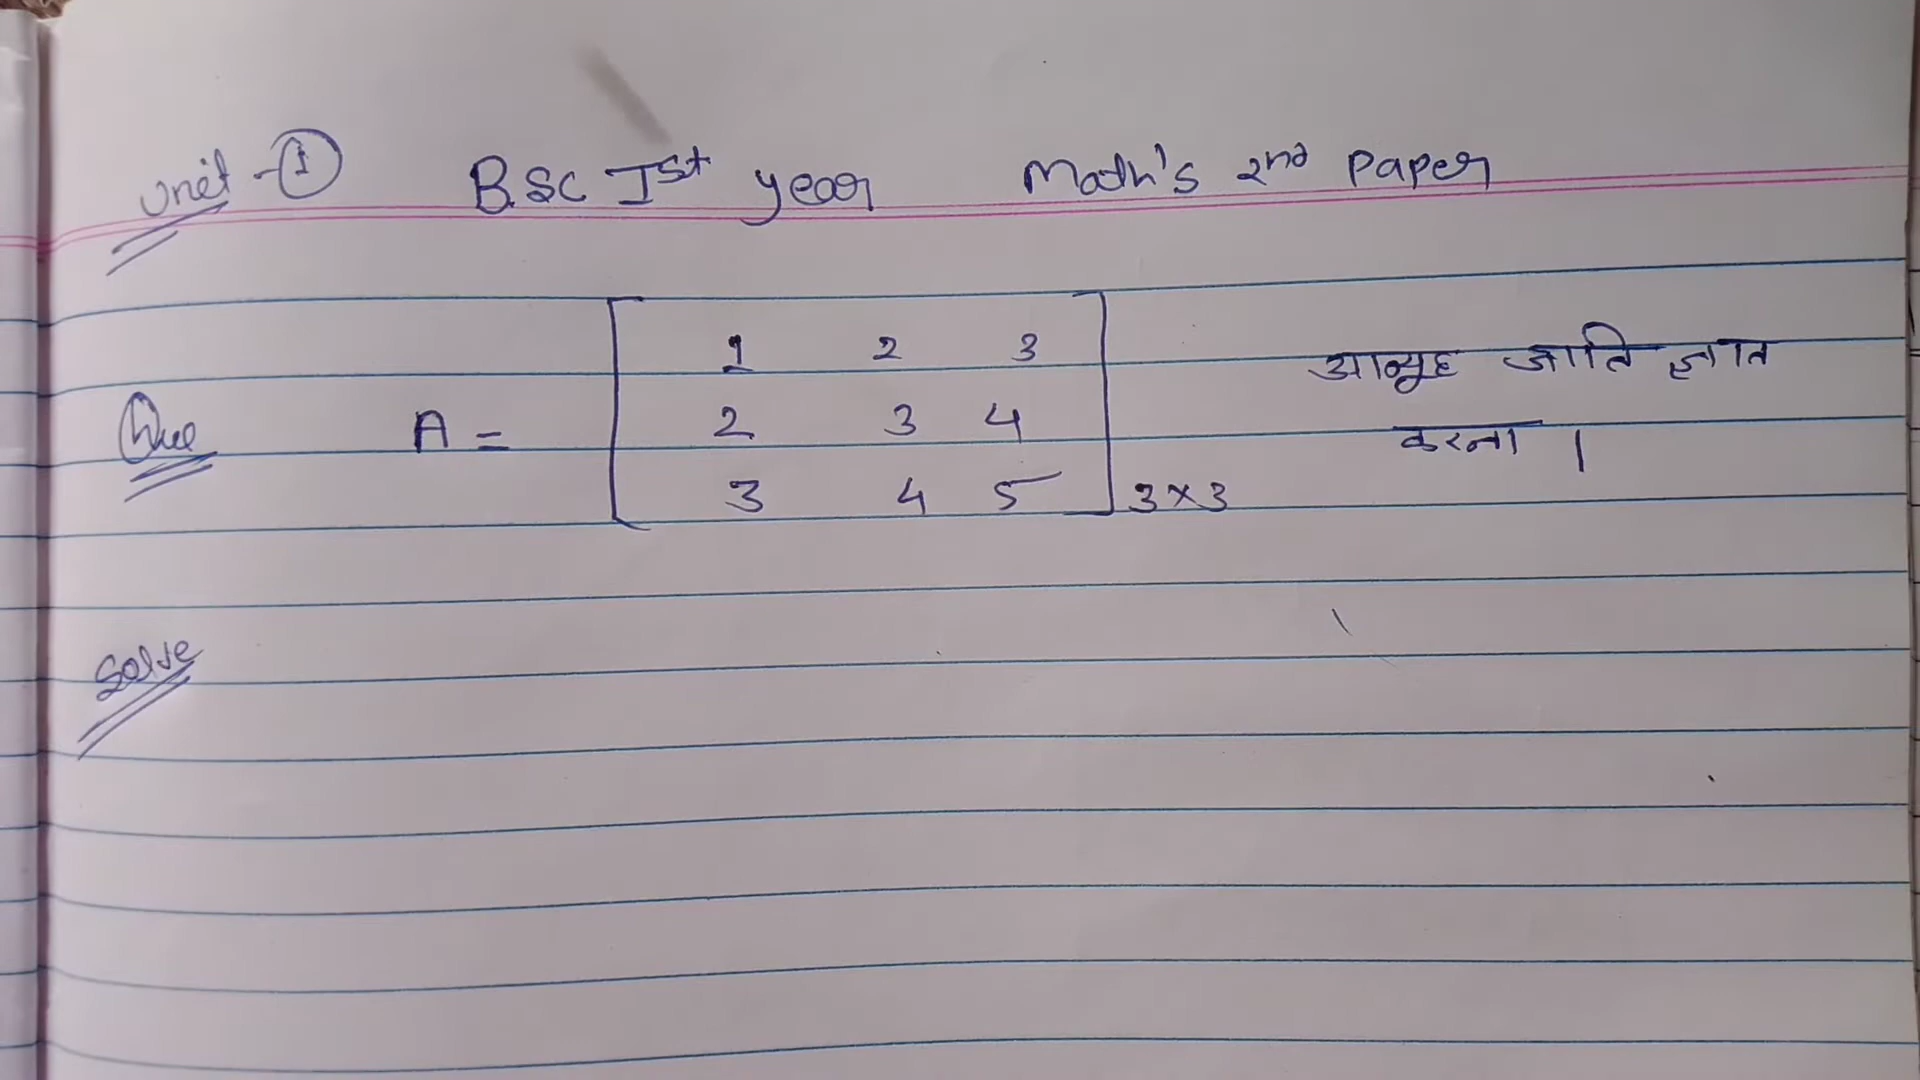 Unit - 1 BSC Ist year Math's 2nd Paper
1 2 3 आव्यूह जाति ज्ञात
Que A = 2 3 4 करना ।
3 4 5 3×3
Solve